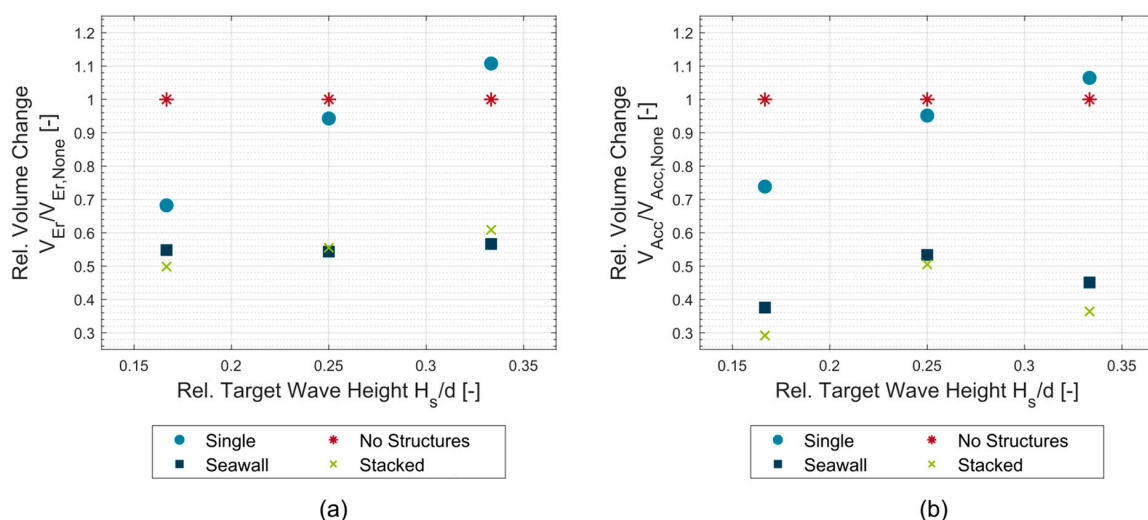 Rel. Volume Change
V_Er/V_Er,None [-]
1.2
1.1
1
0.9
0.8
0.7
0.6
0.5
0.4
0.3
0.15
0.2
0.25
0.3
0.35
Rel. Target Wave Height H_s/d [-]
Single
No Structures
Seawall
Stacked
(a)
Rel. Volume Change
V_Acc/V_Acc,None [-]
1.2
1.1
1
0.9
0.8
0.7
0.6
0.5
0.4
0.3
0.15
0.2
0.25
0.3
0.35
Rel. Target Wave Height H_s/d [-]
Single
No Structures
Seawall
Stacked
(b)